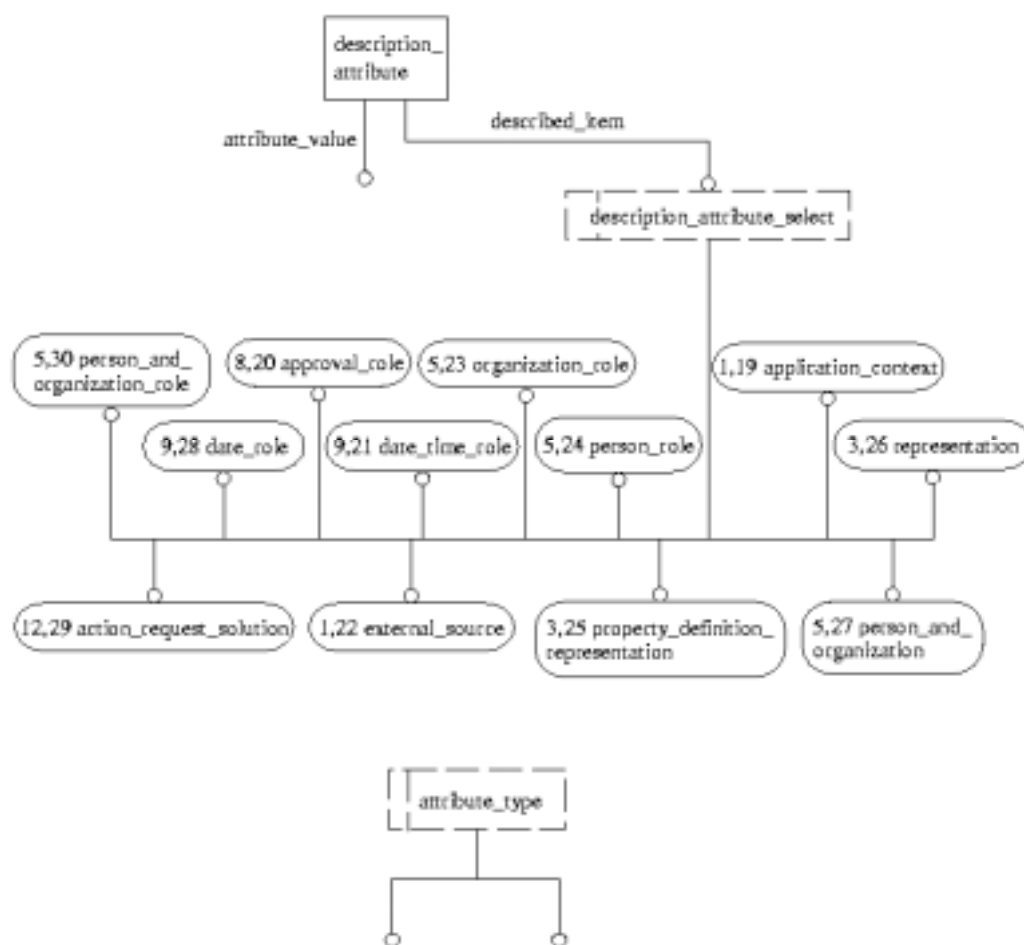 description_
attribute
described_item
attribute_value
description_attribute_select
5,30 person_and_
organization_role
8,20 approval_role
5,23 organization_role
1,19 application_context
9,28 date_role
9,21 date_time_role
5,24 person_role
3,26 representation
12,29 action_request_solution
1,22 external_source
3,25 property_definition_
representation
5,27 person_and_
organization
attribute_type